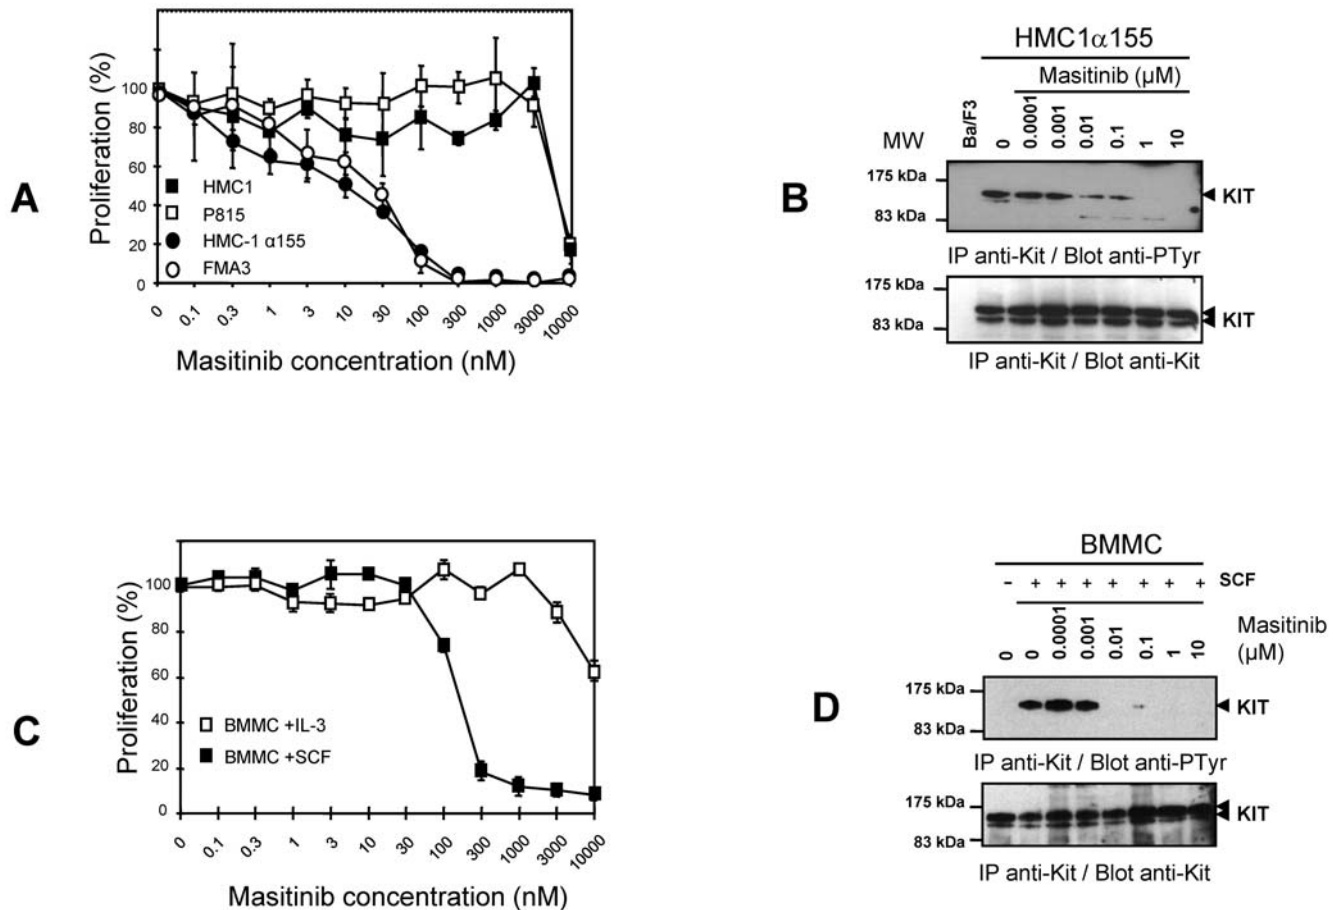 A
Proliferation (%)
100
80
60
40
20
0
HMC1
P815
HMC-1 α155
FMA3
0 0.1 0.3 1 3 10 30 100 300 1000 3000 10000
Masitinib concentration (nM)
B
HMC1α155
Masitinib (µM)
MW Ba/F3 0 0.0001 0.001 0.01 0.1 1 10
175 kDa
KIT
83 kDa
IP anti-Kit / Blot anti-PTyr
175 kDa
KIT
83 kDa
IP anti-Kit / Blot anti-Kit
C
Proliferation (%)
100
80
60
40
20
0
BMMC +IL-3
BMMC +SCF
0 0.1 0.3 1 3 10 30 100 300 1000 3000 10000
Masitinib concentration (nM)
D
BMMC
- + + + + + + + SCF
0 0 0.0001 0.001 0.01 0.1 1 10
Masitinib
(µM)
175 kDa
KIT
83 kDa
IP anti-Kit / Blot anti-PTyr
175 kDa
KIT
83 kDa
IP anti-Kit / Blot anti-Kit